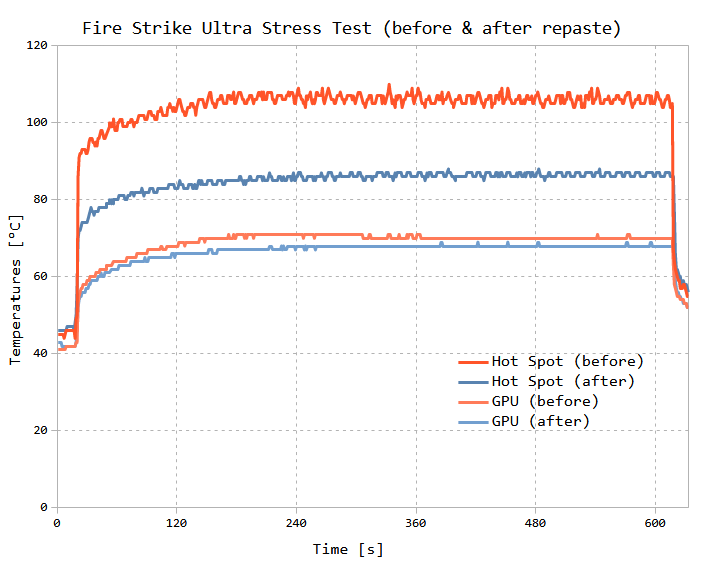 Fire Strike Ultra Stress Test (before & after repaste)
120
100
80
60
40
20
0
Temperatures [°C]
Hot Spot (before)
Hot Spot (after)
GPU (before)
GPU (after)
0 120 240 360 480 600
Time [s]